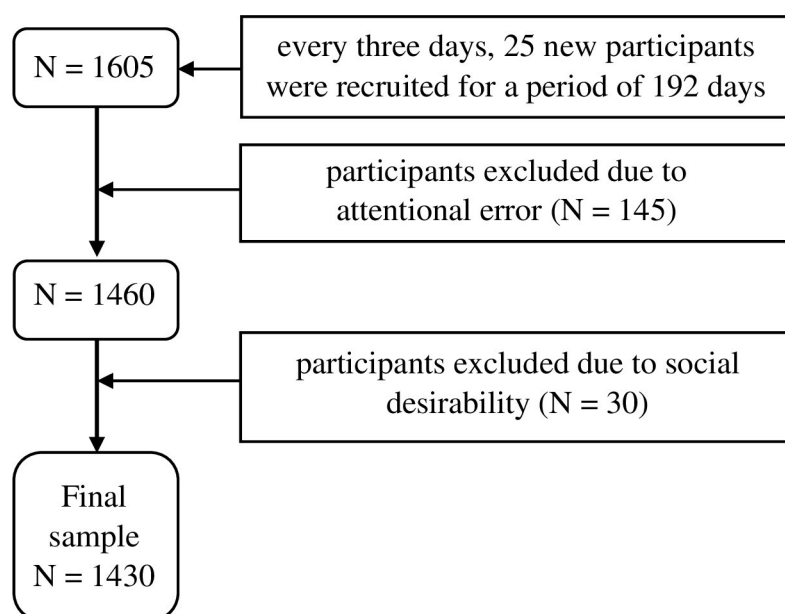 N = 1605
every three days, 25 new participants
were recruited for a period of 192 days
participants excluded due to
attentional error (N = 145)
N = 1460
participants excluded due to social
desirability (N = 30)
Final
sample
N = 1430